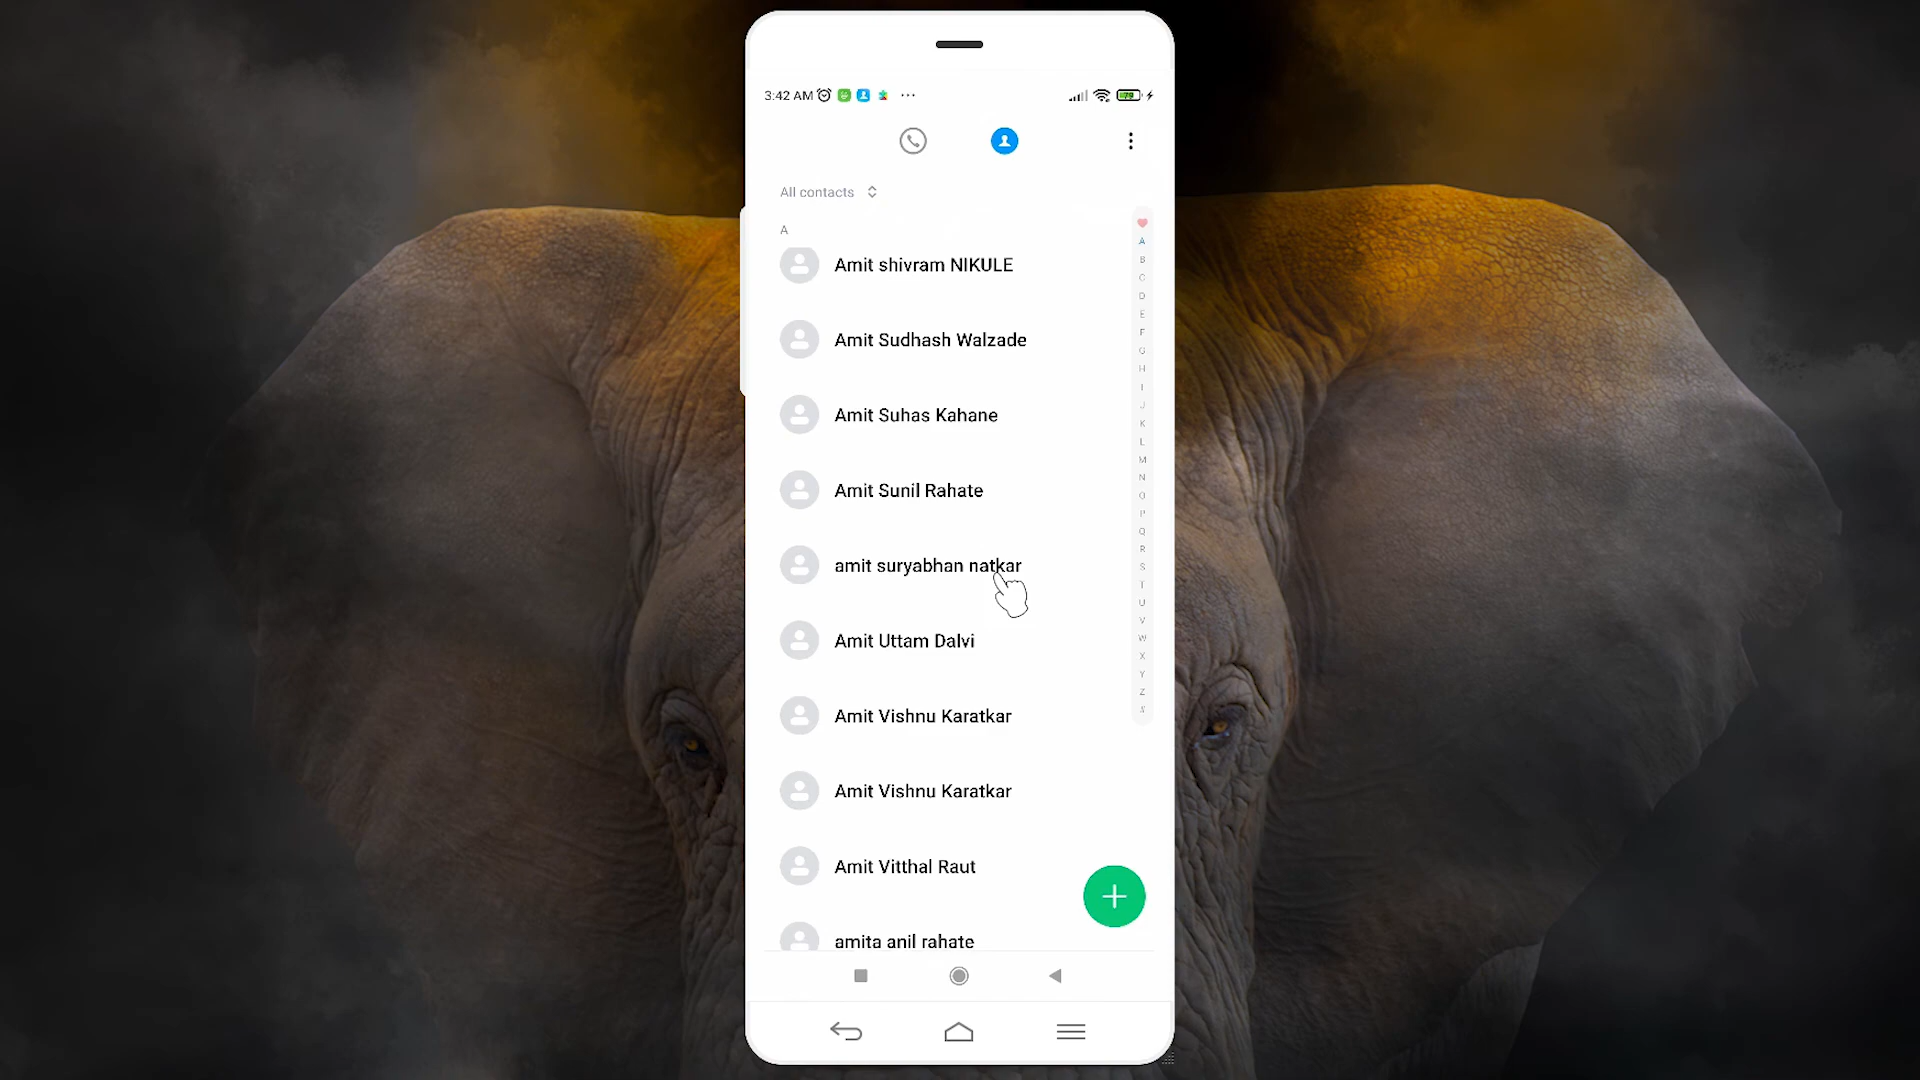 3:42 AM
79
All contacts
A
Amit shivram NIKULE
Amit Sudhash Walzade
Amit Suhas Kahane
Amit Sunil Rahate
amit suryabhan natkar
Amit Uttam Dalvi
Amit Vishnu Karatkar
Amit Vishnu Karatkar
Amit Vitthal Raut
amita anil rahate
A
B
C
D
E
F
G
H
I
J
K
L
M
N
O
P
Q
R
S
T
U
V
W
X
Y
Z
#